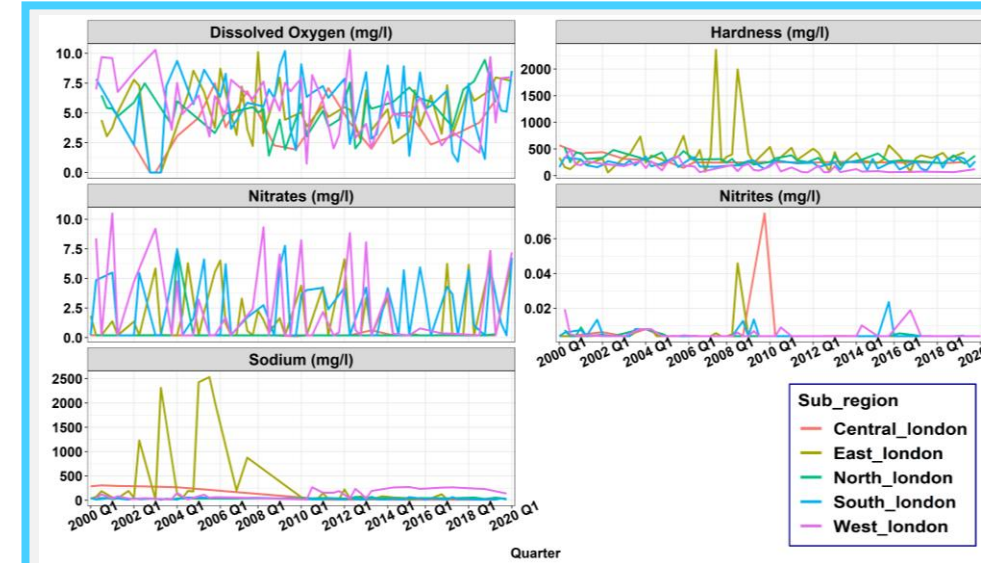 Dissolved Oxygen (mg/l)
10.0
7.5
5.0
2.5
0.0
Hardness (mg/l)
2000
1500
1000
500
0
Nitrates (mg/l)
10.0
7.5
5.0
2.5
0.0
Nitrites (mg/l)
0.06
0.04
0.02
2000 Q1 2002 Q1 2004 Q1 2006 Q1 2008 Q1 2010 Q1 2012 Q1 2014 Q1 2016 Q1 2018 Q1 2020
Sodium (mg/l)
2500
2000
1500
1000
500
0
2000 Q1 2002 Q1 2004 Q1 2006 Q1 2008 Q1 2010 Q1 2012 Q1 2014 Q1 2016 Q1 2018 Q1 2020 Q1
Quarter
Sub_region
Central_london
East_london
North_london
South_london
West_london